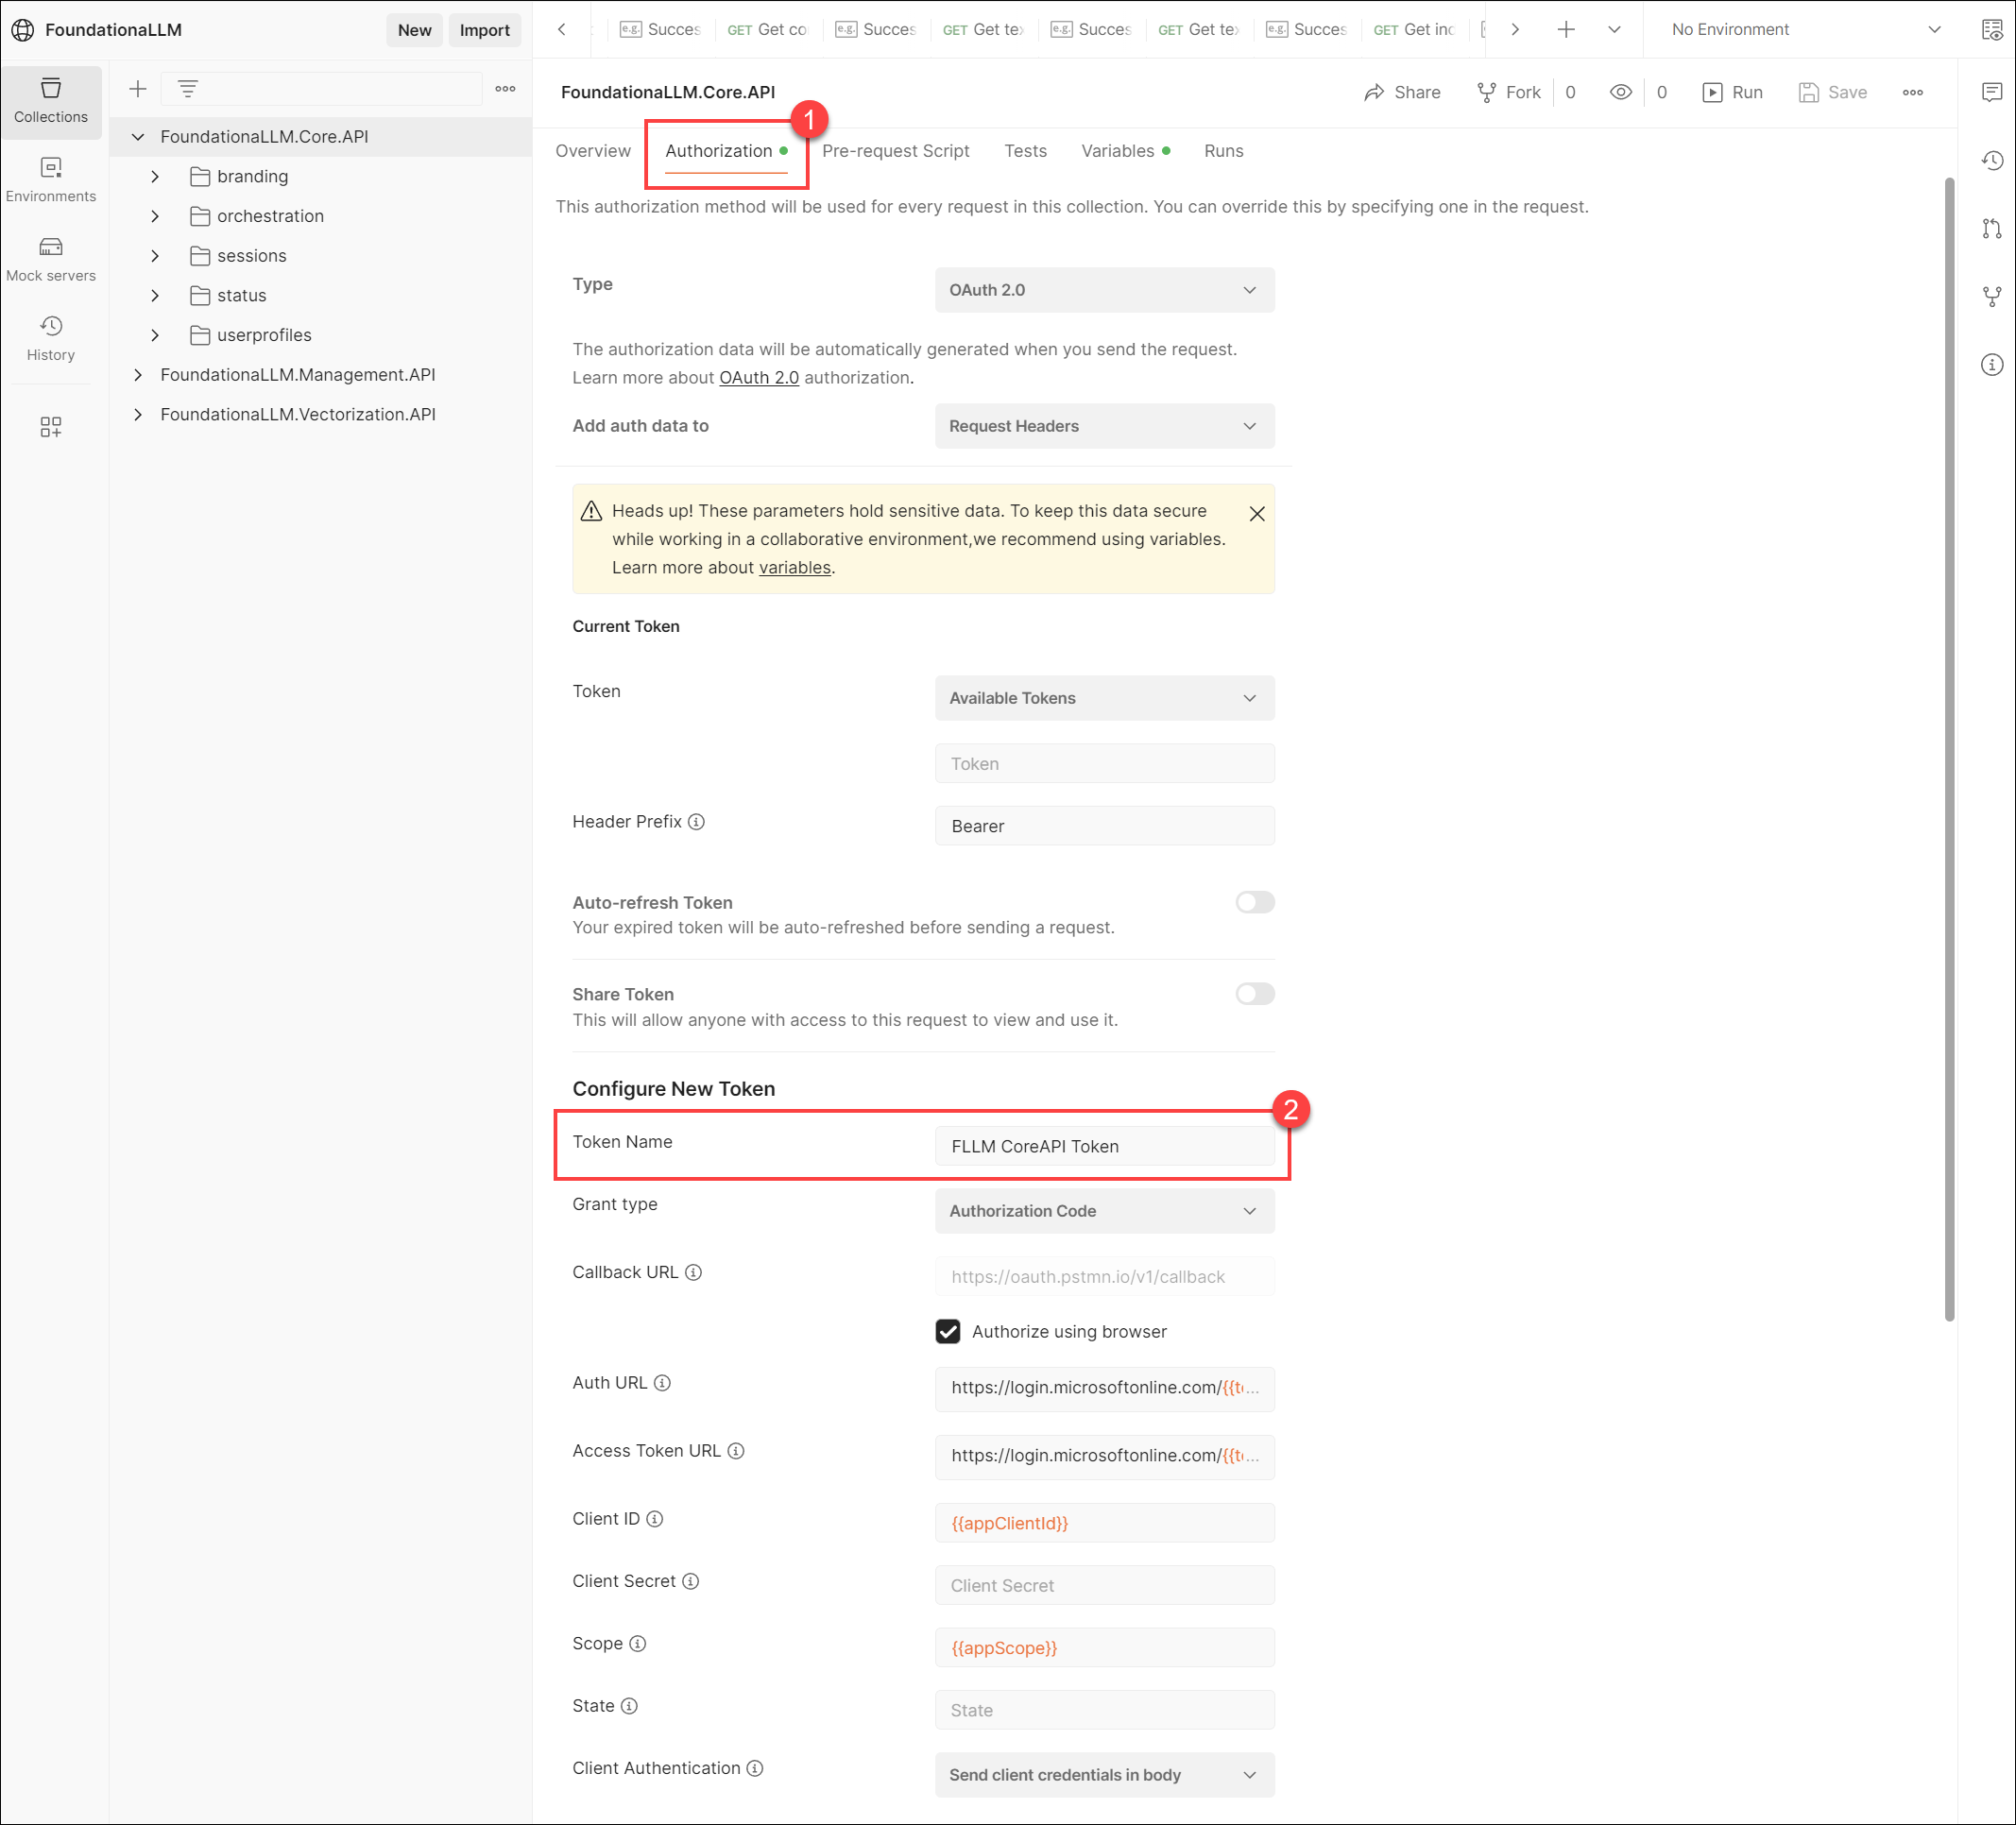 FoundationaLLM
New
Import
e.g. Succes
GET Get co
e.g. Succes
GET Get te
e.g. Succes
GET Get te
e.g. Succes
GET Get inc
No Environment
Collections
Environments
Mock servers
History
FoundationaLLM.Core.API
branding
orchestration
sessions
status
userprofiles
FoundationaLLM.Management.API
FoundationaLLM.Vectorization.API
FoundationaLLM.Core.API
Share
Fork
0
0
Run
Save
1
Overview
Authorization
Pre-request Script
Tests
Variables
Runs
This authorization method will be used for every request in this collection. You can override this by specifying one in the request.
Type
OAuth 2.0
The authorization data will be automatically generated when you send the request.
Learn more about OAuth 2.0 authorization.
Add auth data to
Request Headers
Heads up! These parameters hold sensitive data. To keep this data secure
while working in a collaborative environment,we recommend using variables.
Learn more about variables.
Current Token
Token
Available Tokens
Token
Header Prefix
Bearer
Auto-refresh Token
Your expired token will be auto-refreshed before sending a request.
Share Token
This will allow anyone with access to this request to view and use it.
Configure New Token
2
Token Name
FLLM CoreAPI Token
Grant type
Authorization Code
Callback URL
https://oauth.pstmn.io/v1/callback
Authorize using browser
Auth URL
https://login.microsoftonline.com/{{t...
Access Token URL
https://login.microsoftonline.com/{{t...
Client ID
{{appClientId}}
Client Secret
Client Secret
Scope
{{appScope}}
State
State
Client Authentication
Send client credentials in body